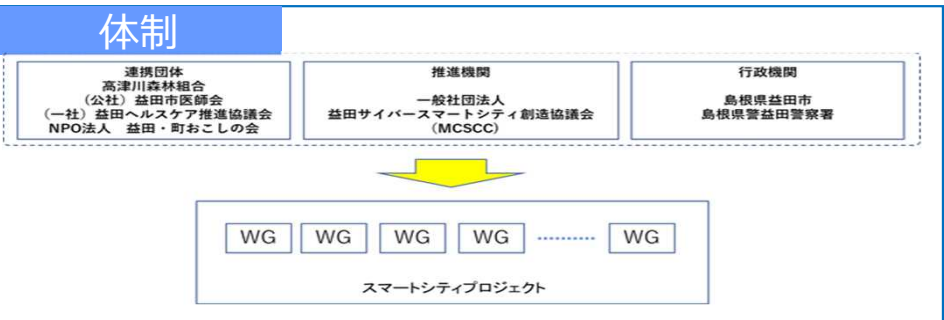 体制
連携団体
高津川森林組合
（公社）益田市医師会
（一社）益田ヘルスケア推進協議会
NPO法人　益田・町おこしの会
推進機関
一般社団法人
益田サイバースマートシティ創造協議会
（MCSCC）
行政機関
島根県益田市
島根県警益田警察署
WG WG WG WG ………… WG
スマートシティプロジェクト